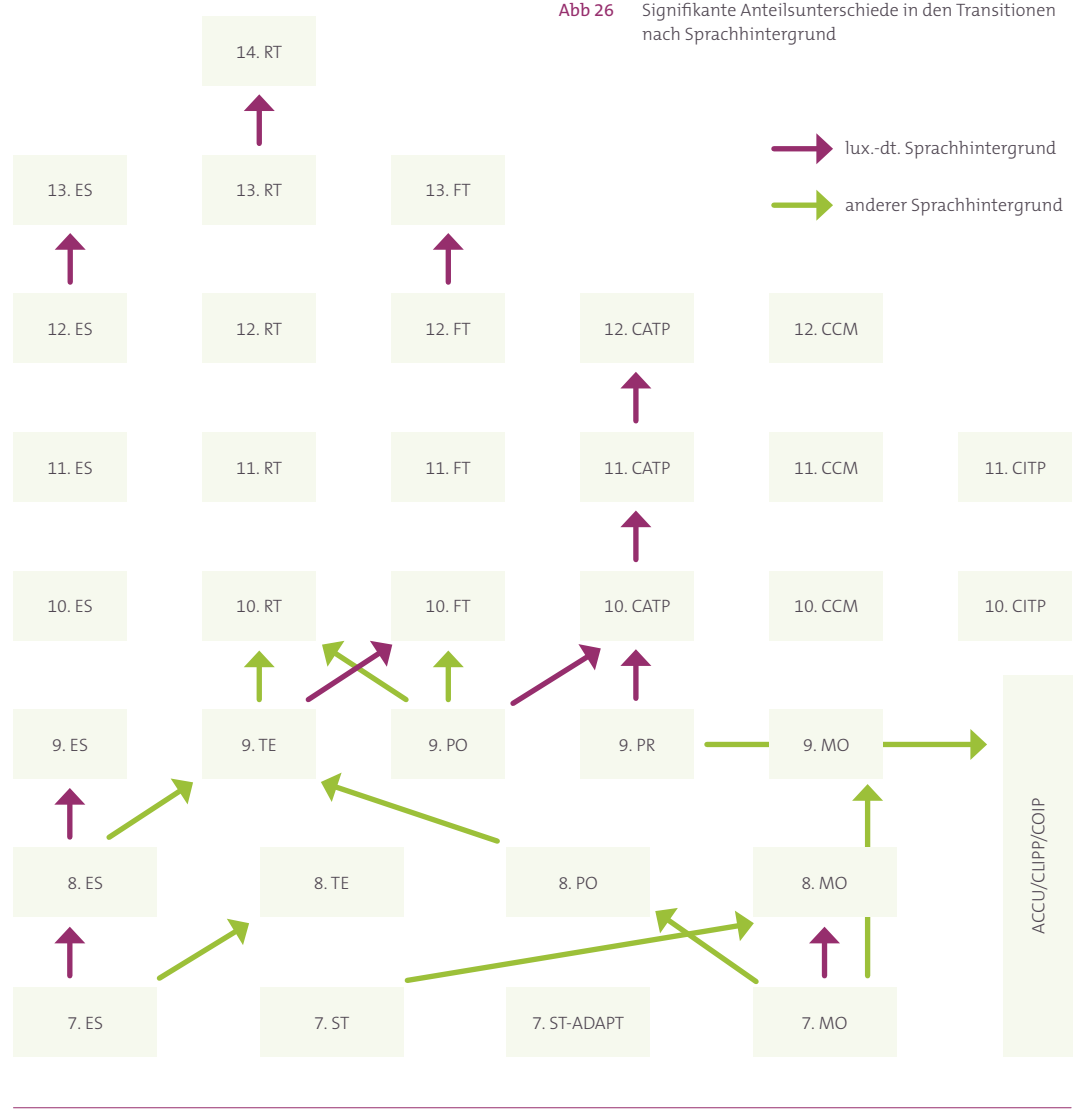 Abb 26 Signifikante Anteilsunterschiede in den Transitionen
nach Sprachhintergrund
14. RT
lux.-dt. Sprachhintergrund
anderer Sprachhintergrund
13. ES
13. RT
13. FT
12. ES
12. RT
12. FT
12. CATP
12. CCM
11. ES
11. RT
11. FT
11. CATP
11. CCM
11. CITP
10. ES
10. RT
10. FT
10. CATP
10. CCM
10. CITP
9. ES
9. TE
9. PO
9. PR
9. MO
ACCU/CLIPP/COIP
8. ES
8. TE
8. PO
8. MO
7. ES
7. ST
7. ST-ADAPT
7. MO